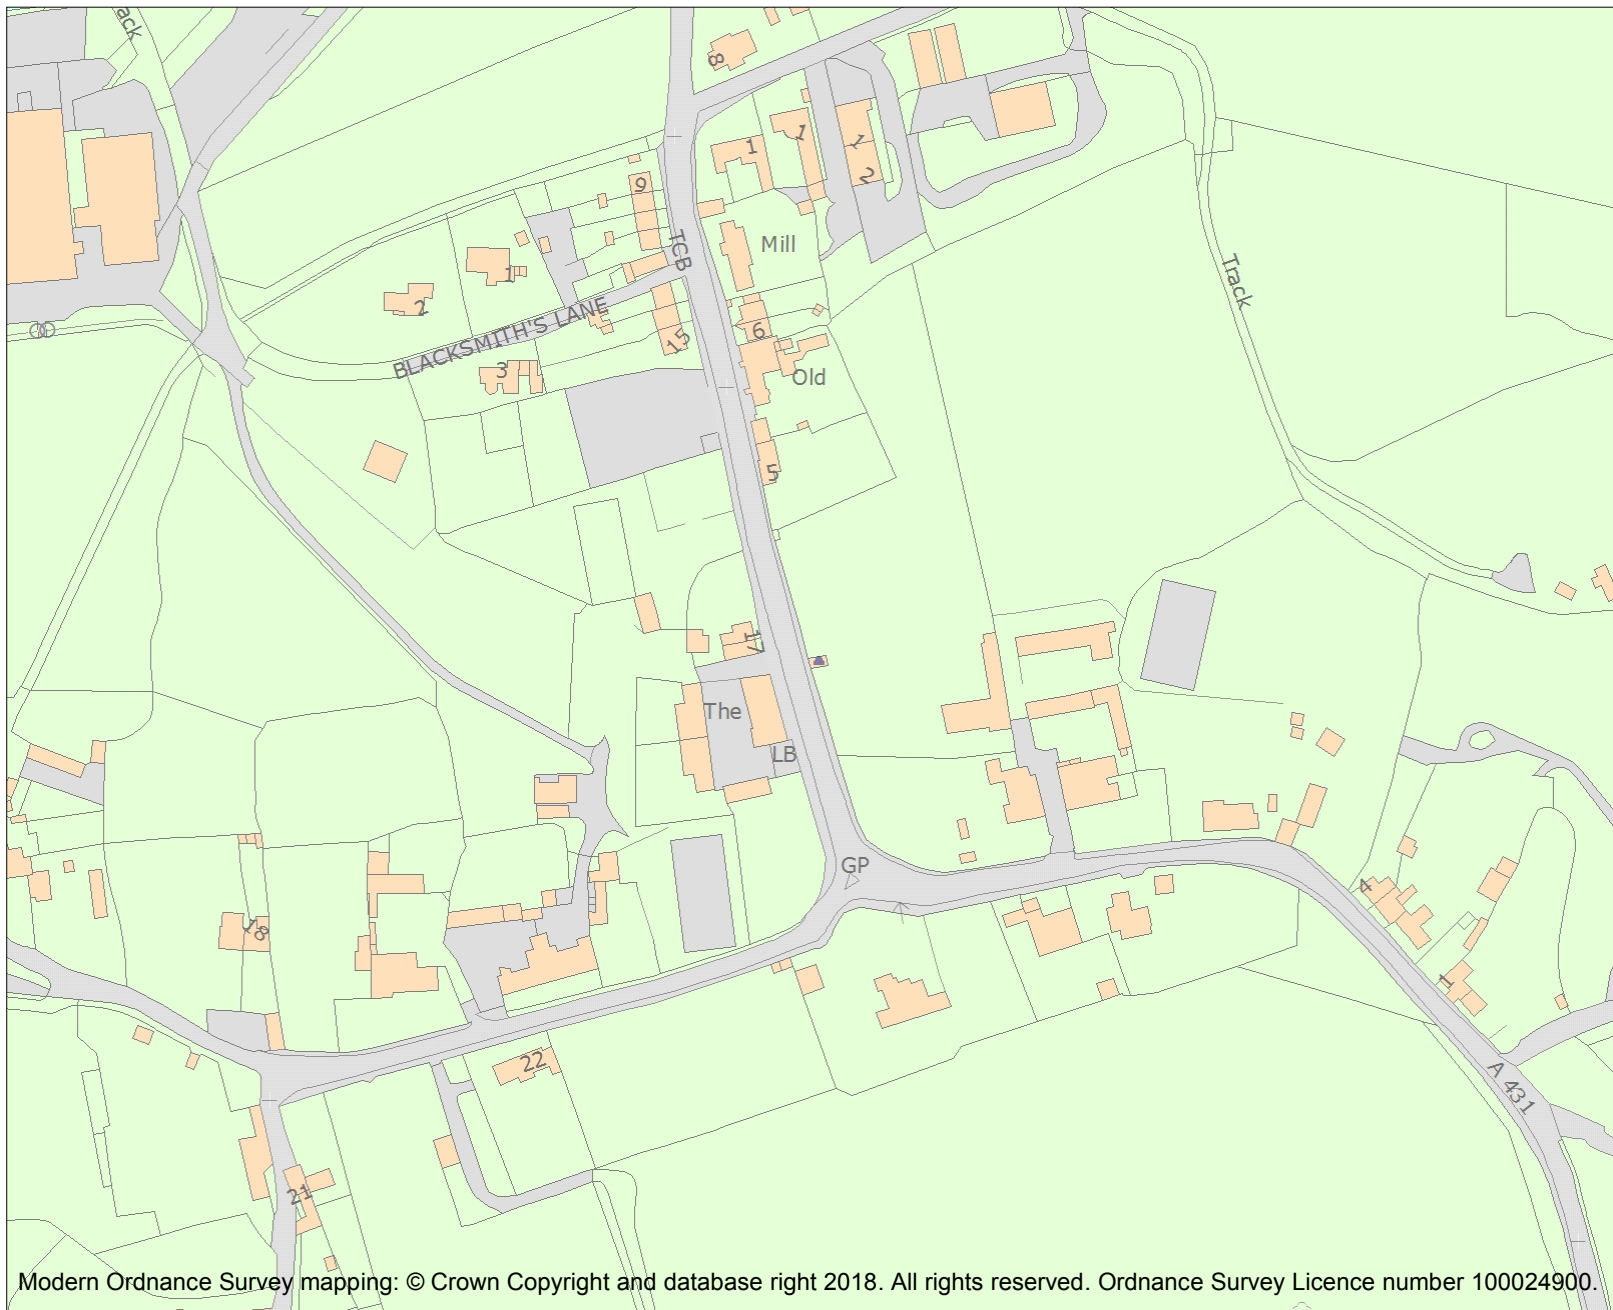 ack
8
1
1
1
2
9
TCB
Mill
Track
1
2
BLACKSMITH'S LANE
15
6
3
Old
5
17
The
LB
GP
4
18
1
22
A 431
21
Modern Ordnance Survey mapping: © Crown Copyright and database right 2018. All rights reserved. Ordnance Survey Licence number 100024900.